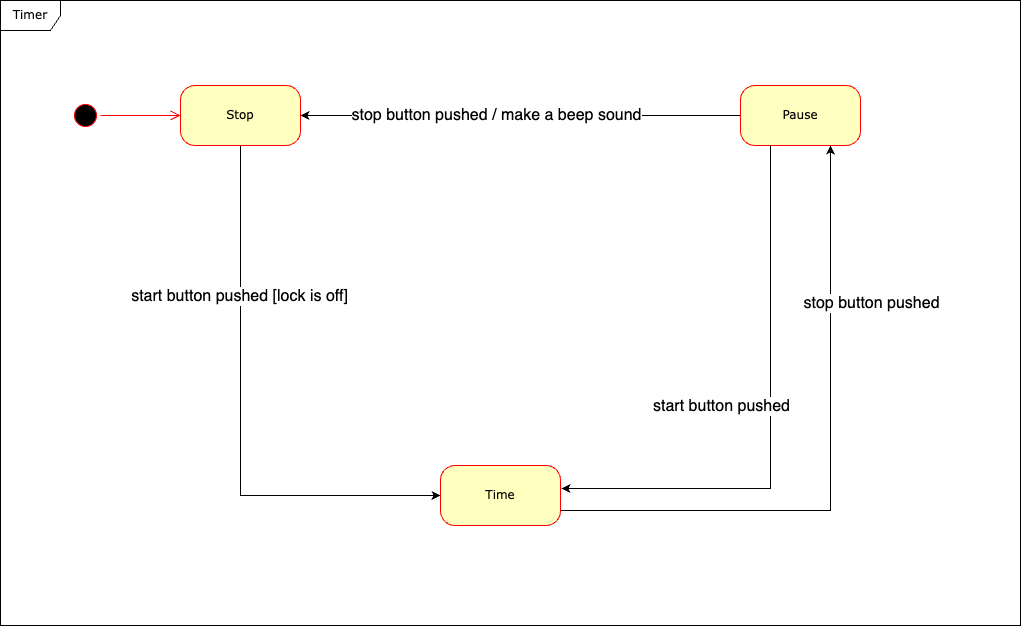 Timer
Stop
stop button pushed / make a beep sound
Pause
start button pushed [lock is off]
stop button pushed
start button pushed
Time